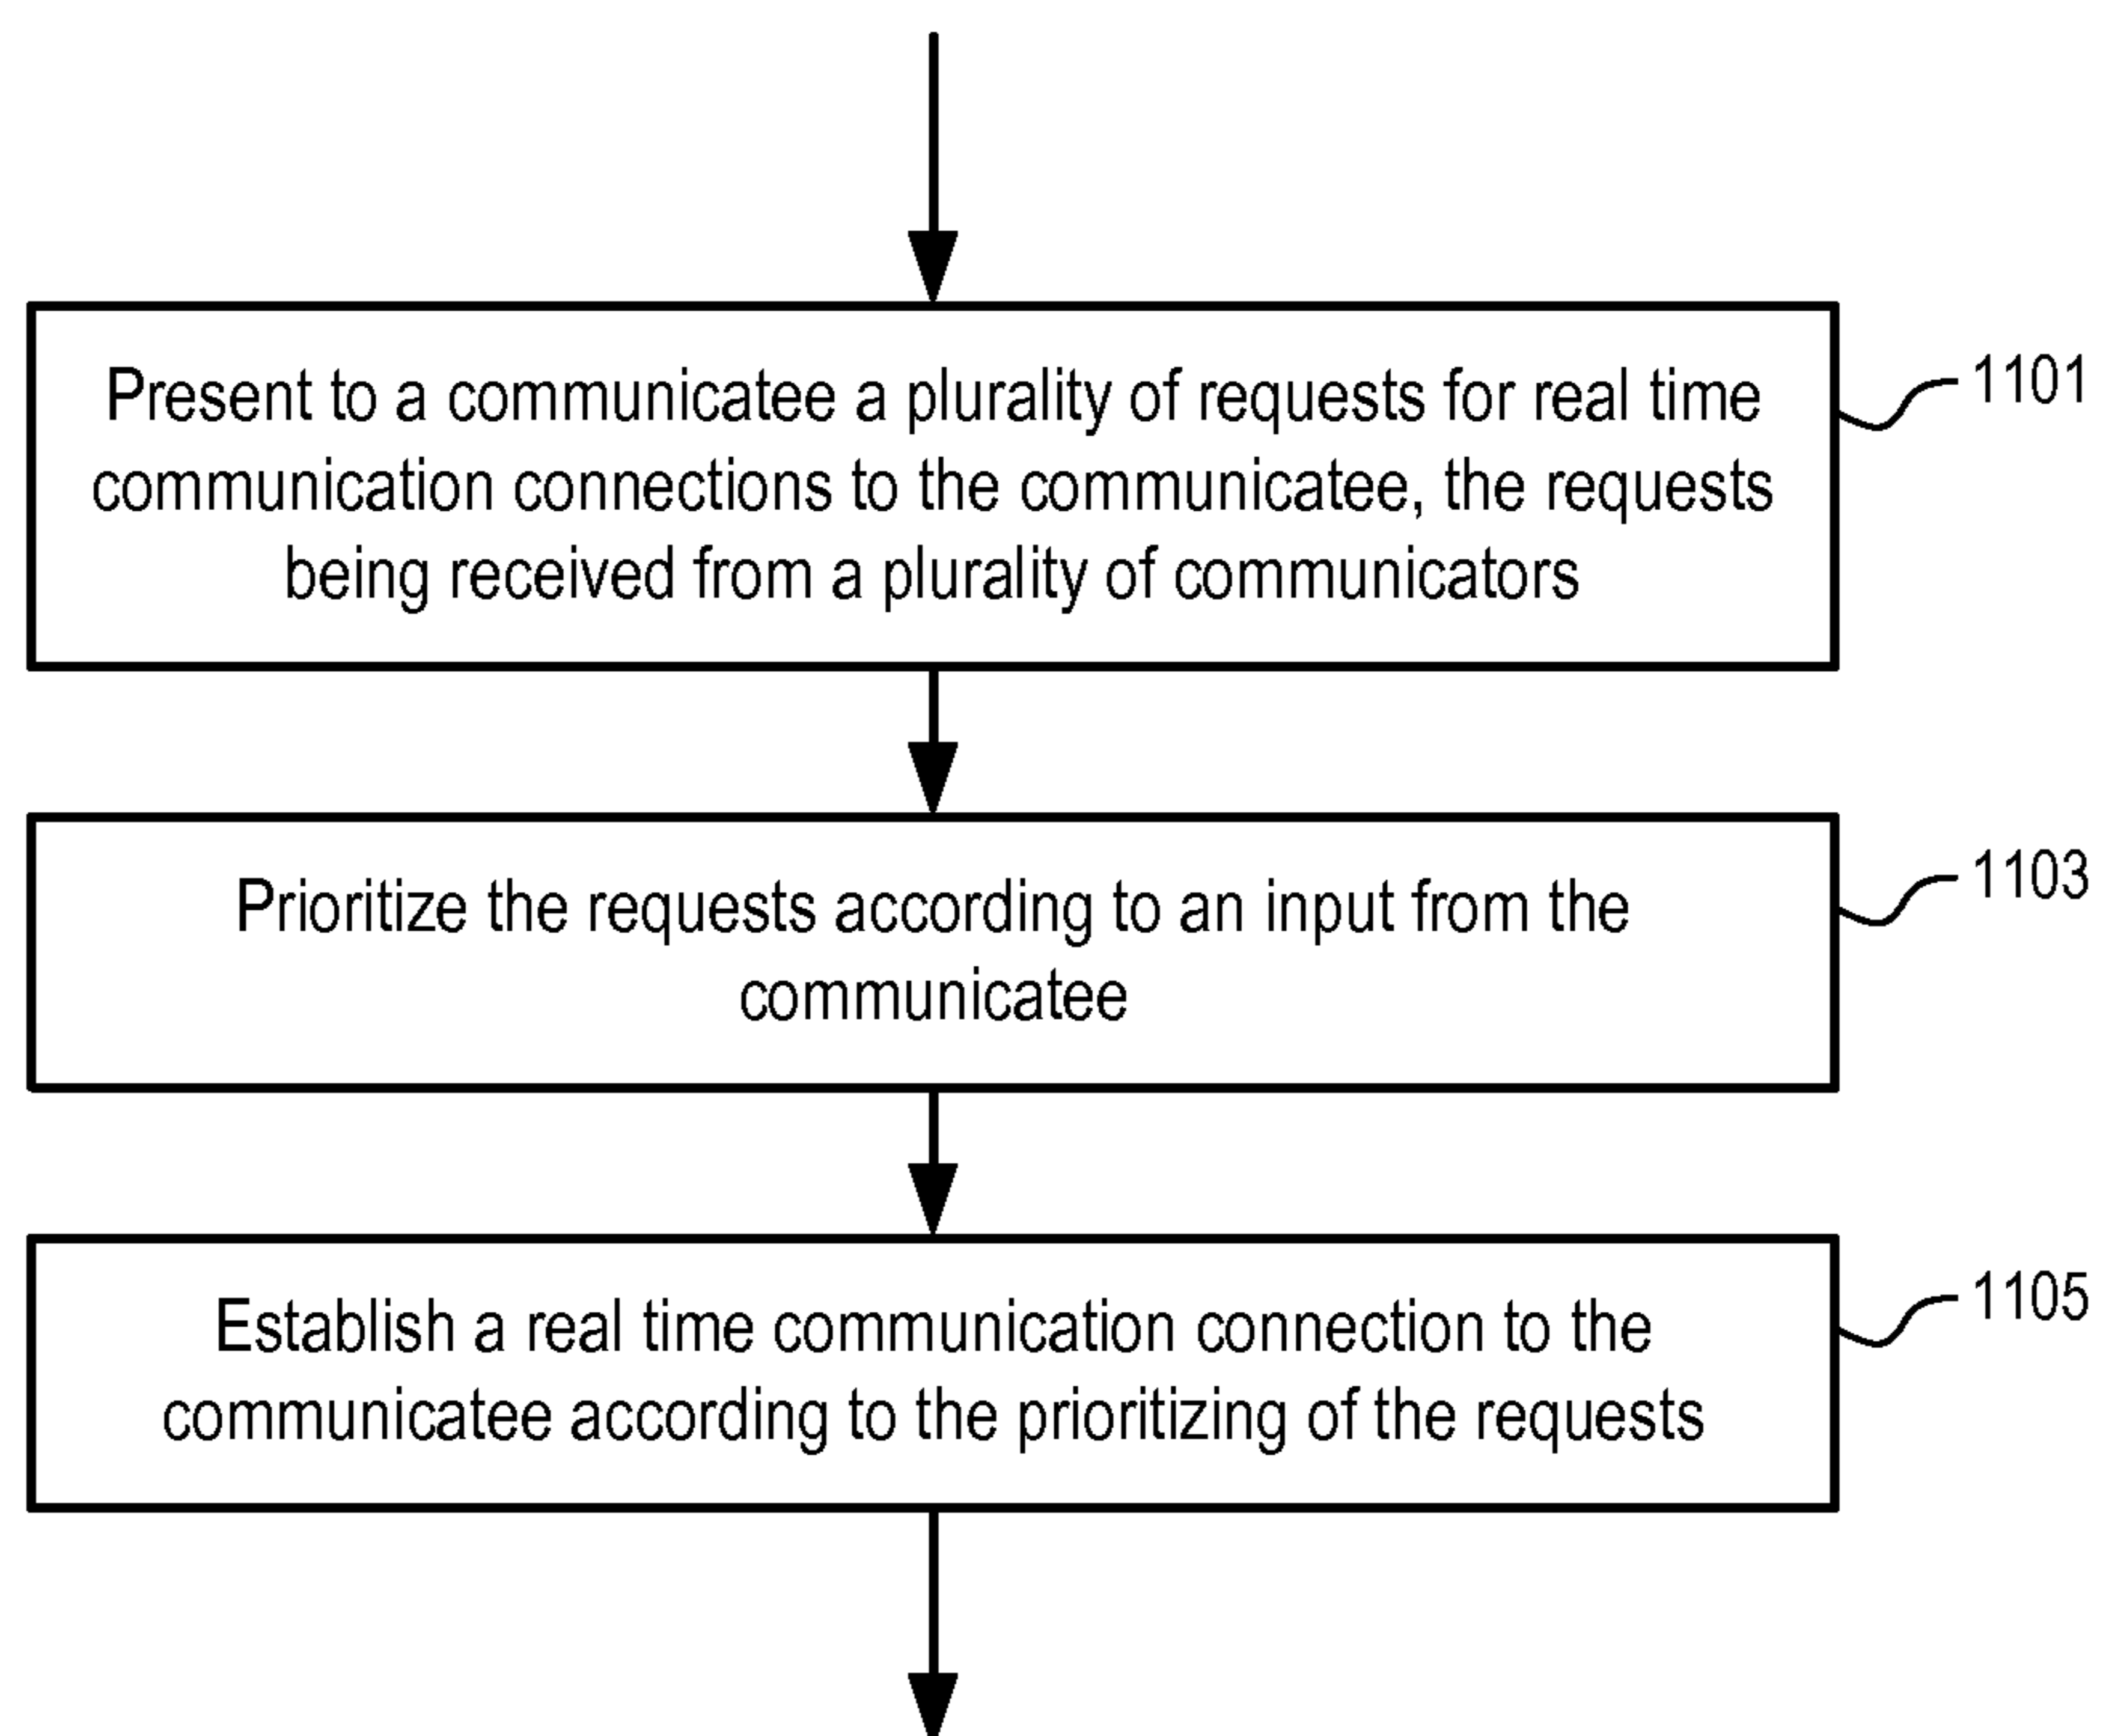 Present to a communicatee a plurality of requests for real time
communication connections to the communicatee, the requests
being received from a plurality of communicators
1101
Prioritize the requests according to an input from the
communicatee
1103
Establish a real time communication connection to the
communicatee according to the prioritizing of the requests
1105